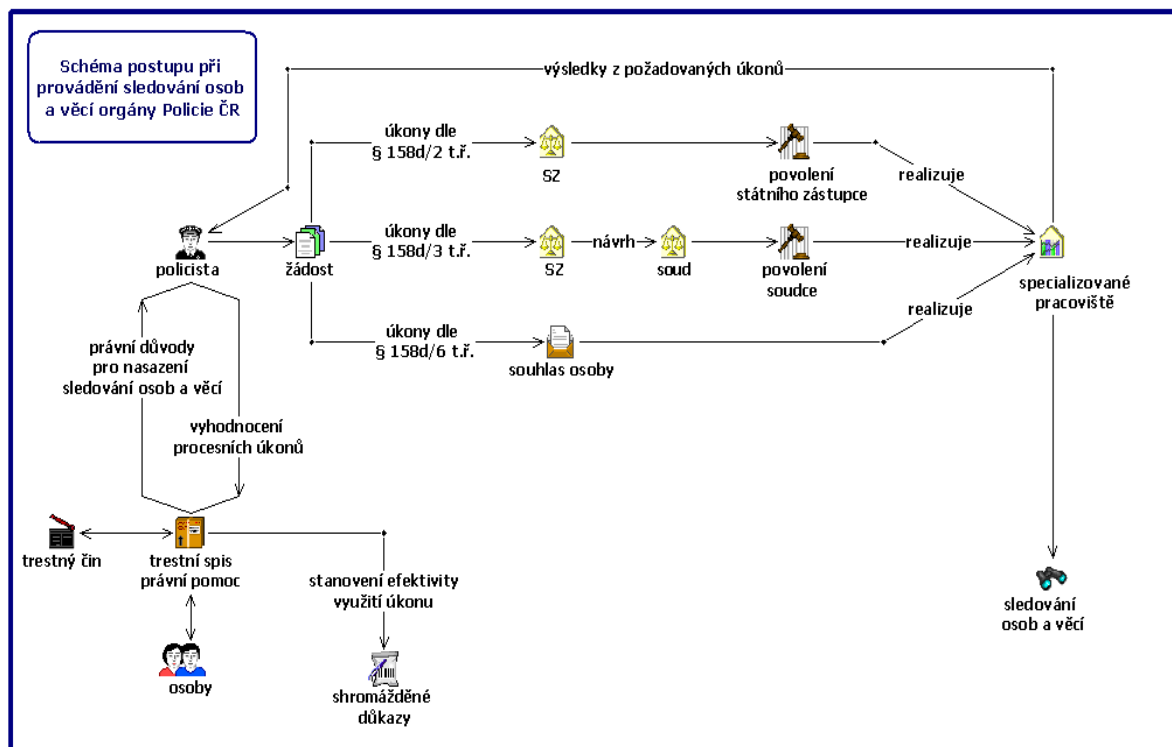 Schéma postupu při
provádění sledování osob
a věcí orgány Policie ČR
výsledky z požadovaných úkonů
úkony dle
§ 158d/2 t.ř.
SZ
povolení
státního zástupce
realizuje
policista
žádost
úkony dle
§ 158d/3 t.ř.
SZ
návrh
soud
povolení
soudce
realizuje
specializované
pracoviště
úkony dle
§ 158d/6 t.ř.
souhlas osoby
realizuje
právní důvody
pro nasazení
sledování osob a věcí
vyhodnocení
procesních úkonů
trestný čin
trestní spis
právní pomoc
stanovení efektivity
využití úkonu
osoby
shromážděné
důkazy
sledování
osob a věcí